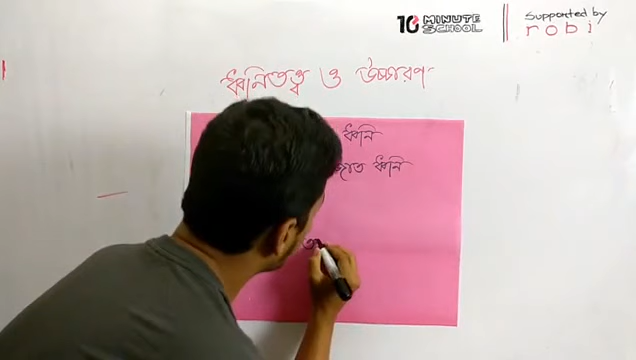 10 MINUTE SCHOOL
Supported by
robi
ধ্বনিতত্ত্ব ও উচ্চারণ
ধ্বনি
জাত ধ্বনি